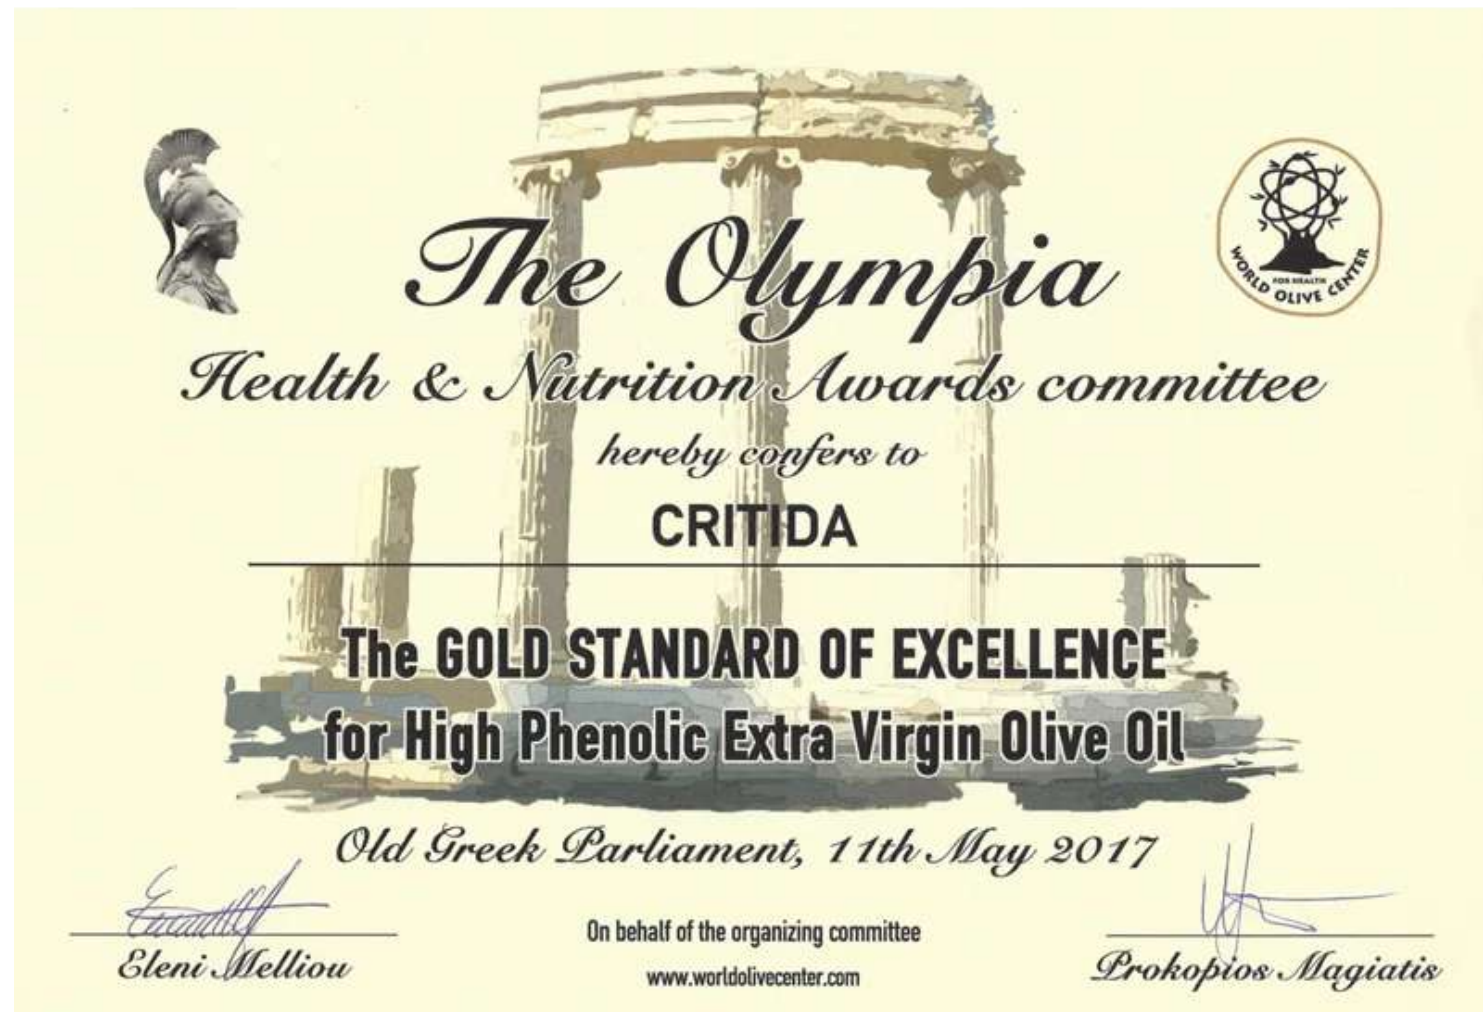 The Olympia
WORLD OLIVE CENTER
FOR HEALTH
Health & Nutrition Awards committee
hereby confers to
CRITIDA
The GOLD STANDARD OF EXCELLENCE
for High Phenolic Extra Virgin Olive Oil
Old Greek Parliament, 11th May 2017
On behalf of the organizing committee
www.worldolivecenter.com
Eleni Melliou
Prokopios Magiatis